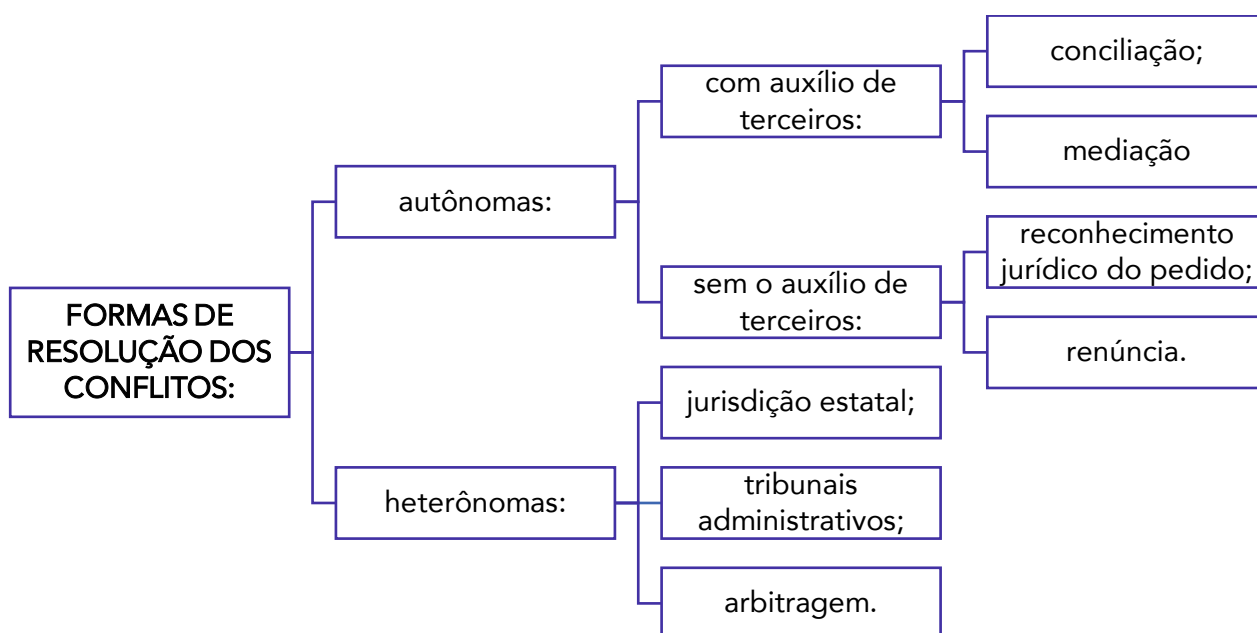 FORMAS DE
RESOLUÇÃO DOS
CONFLITOS:
autônomas:
com auxílio de
terceiros:
conciliação;
mediação
sem o auxílio de
terceiros:
reconhecimento
jurídico do pedido;
renúncia.
heterônomas:
jurisdição estatal;
tribunais
administrativos;
arbitragem.